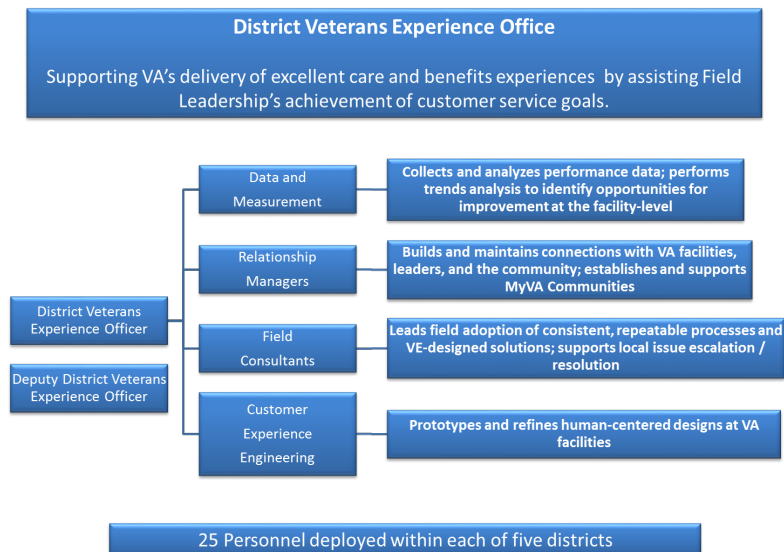 District Veterans Experience Office
Supporting VA’s delivery of excellent care and benefits experiences by assisting Field
Leadership’s achievement of customer service goals.
Data and
Measurement
Collects and analyzes performance data; performs
trends analysis to identify opportunities for
improvement at the facility-level
Relationship
Managers
Builds and maintains connections with VA facilities,
leaders, and the community; establishes and supports
MyVA Communities
District Veterans
Experience Officer
Field
Consultants
Leads field adoption of consistent, repeatable processes and
VE-designed solutions; supports local issue escalation /
resolution
Deputy District Veterans
Experience Officer
Customer
Experience
Engineering
Prototypes and refines human-centered designs at VA
facilities
25 Personnel deployed within each of five districts